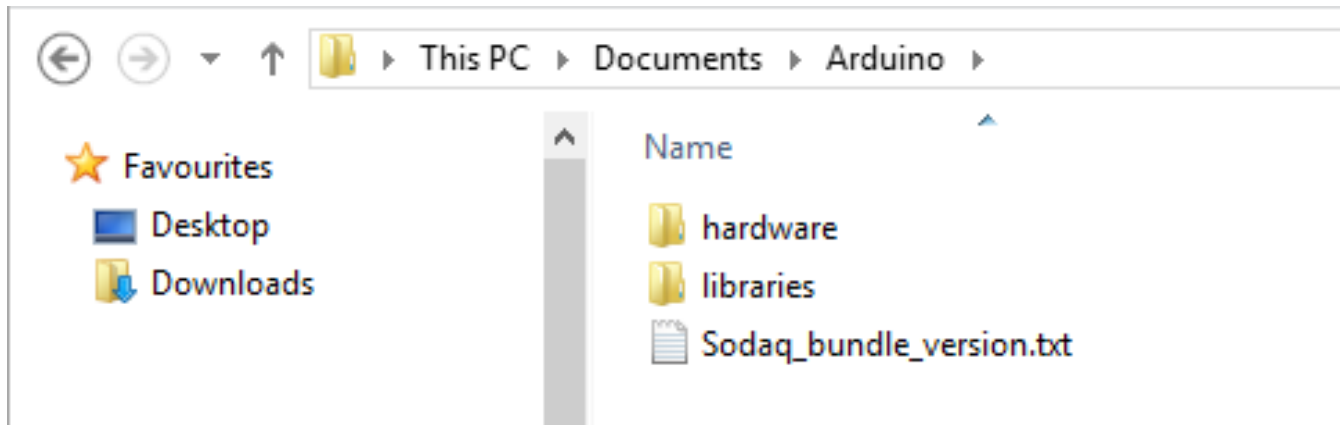 This PC Documents Arduino
Favourites
Desktop
Downloads
Name
hardware
libraries
Sodaq_bundle_version.txt